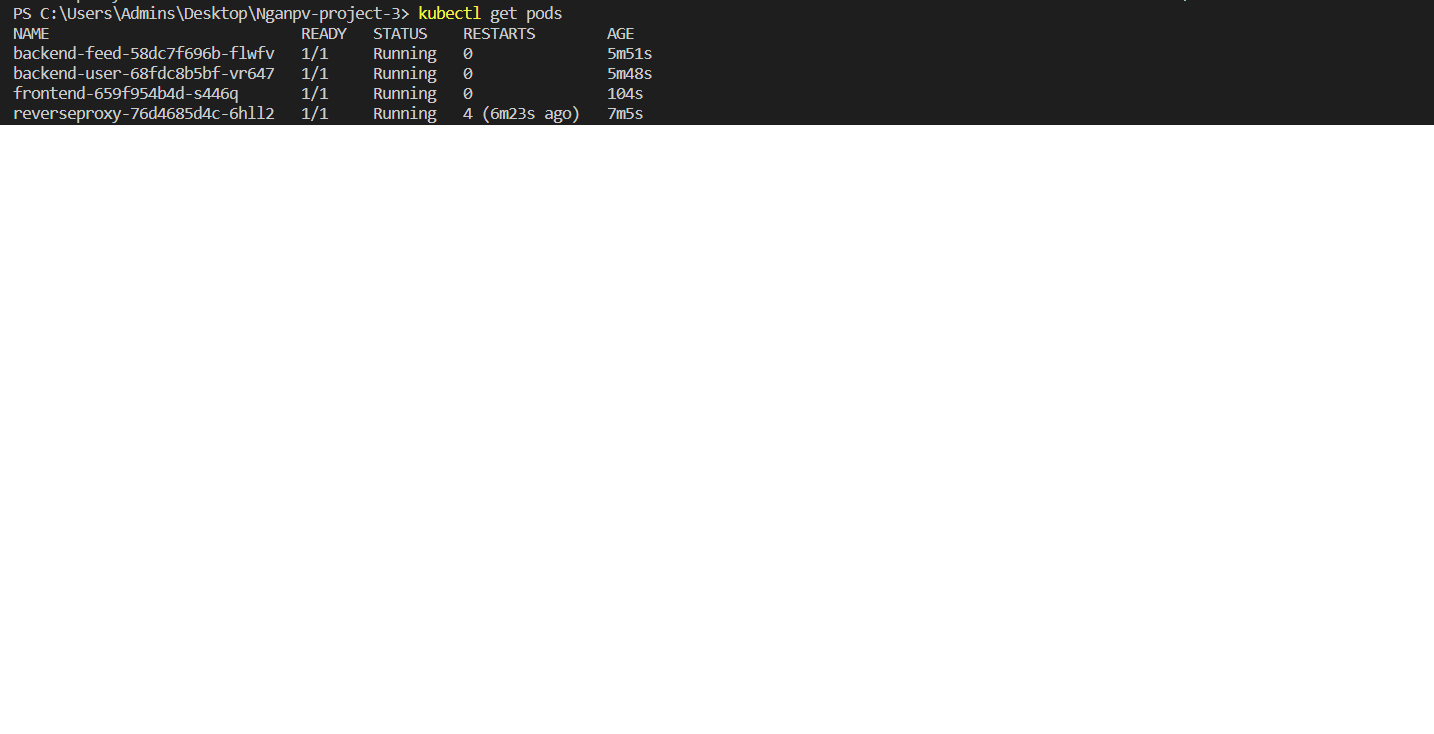 PS C:\Users\Admins\Desktop\Nganpv-project-3> kubectl get pods
NAME READY STATUS RESTARTS AGE
backend-feed-58dc7f696b-flwfv 1/1 Running 0 5m51s
backend-user-68fdc8b5bf-vr647 1/1 Running 0 5m48s
frontend-659f954b4d-s446q 1/1 Running 0 104s
reverseproxy-76d4685d4c-6hll2 1/1 Running 4 (6m23s ago) 7m5s